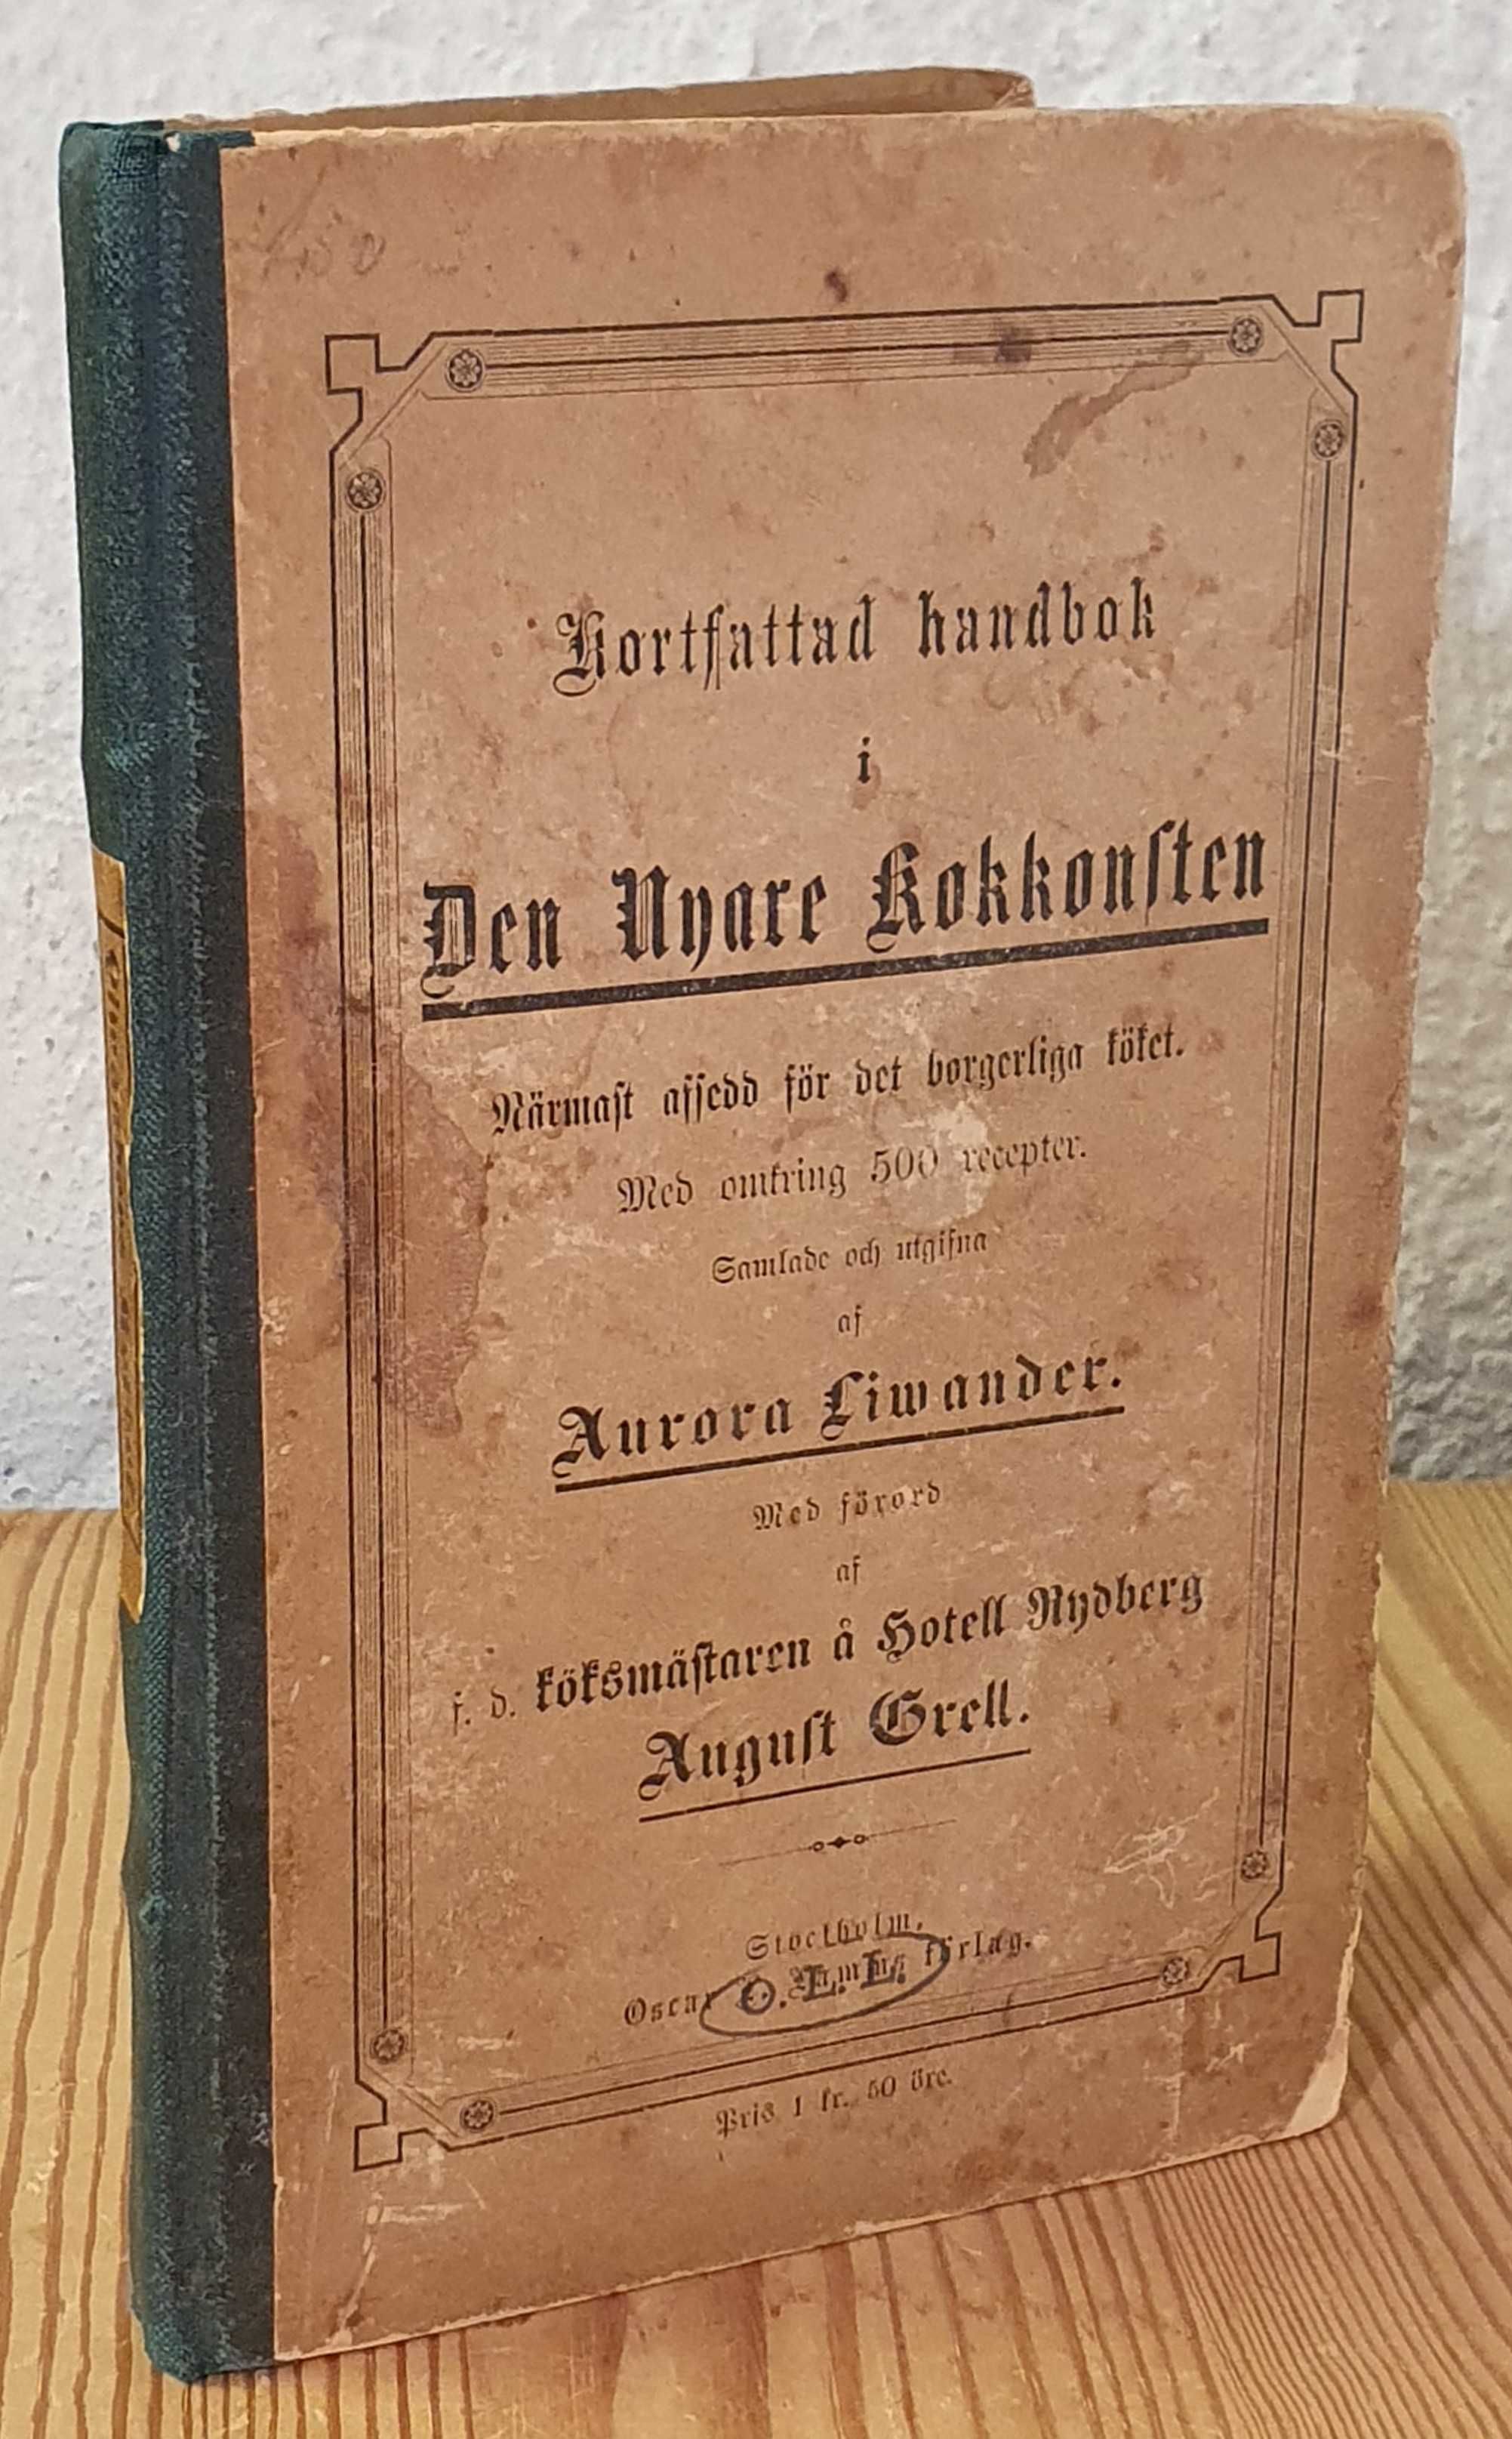 Kortfattad handbok
i
Den Nyare Kokkonsten
Närmast afsedd för det borgerliga köket.
Med omkring 500 recepter.
Samlade och utgifna
af
Aurora Liwander.
Med förord
af
f. d. köksmästaren å Hotell Rydberg
August Grell.
Stockholm,
Oscar förlag.
O. L. L.
Pris 1 kr. 50 öre.